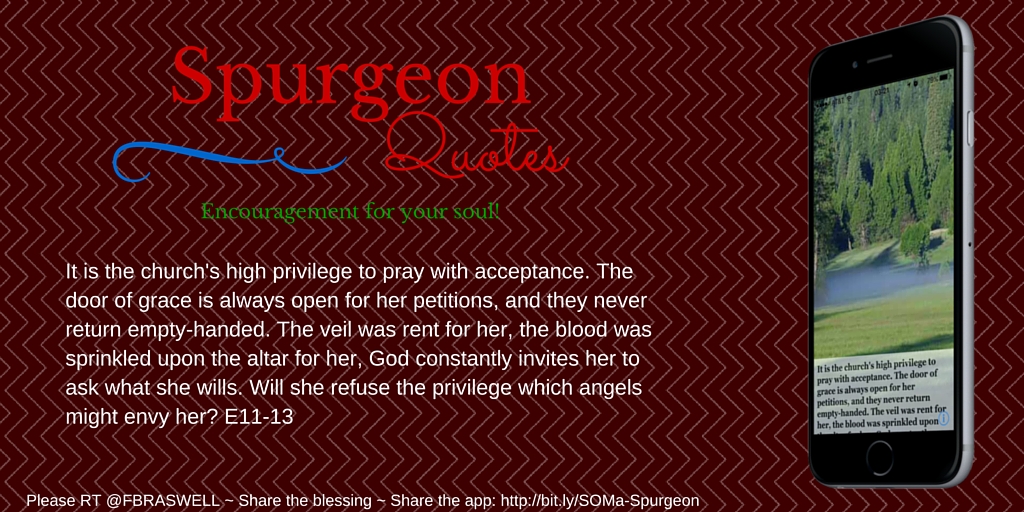 Spurgeon
Quotes
Encouragement for your soul!
It is the church's high privilege to pray with acceptance. The
door of grace is always open for her petitions, and they never
return empty-handed. The veil was rent for her, the blood was
sprinkled upon the altar for her, God constantly invites her to
ask what she wills. Will she refuse the privilege which angels
might envy her? E11-13
It is the church's high privilege to
pray with acceptance. The door of
grace is always open for her
petitions, and they never return
empty-handed. The veil was rent for
her, the blood was sprinkled upon
Please RT @FBRASWELL ~ Share the blessing ~ Share the app: http://bit.ly/SOMa-Spurgeon